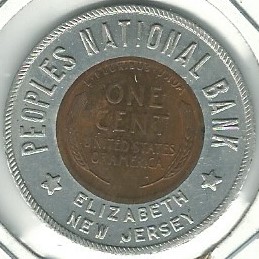 PEOPLES NATIONAL BANK
ONE
CENT
UNITED STATES
OF AMERICA
ELIZABETH
NEW JERSEY